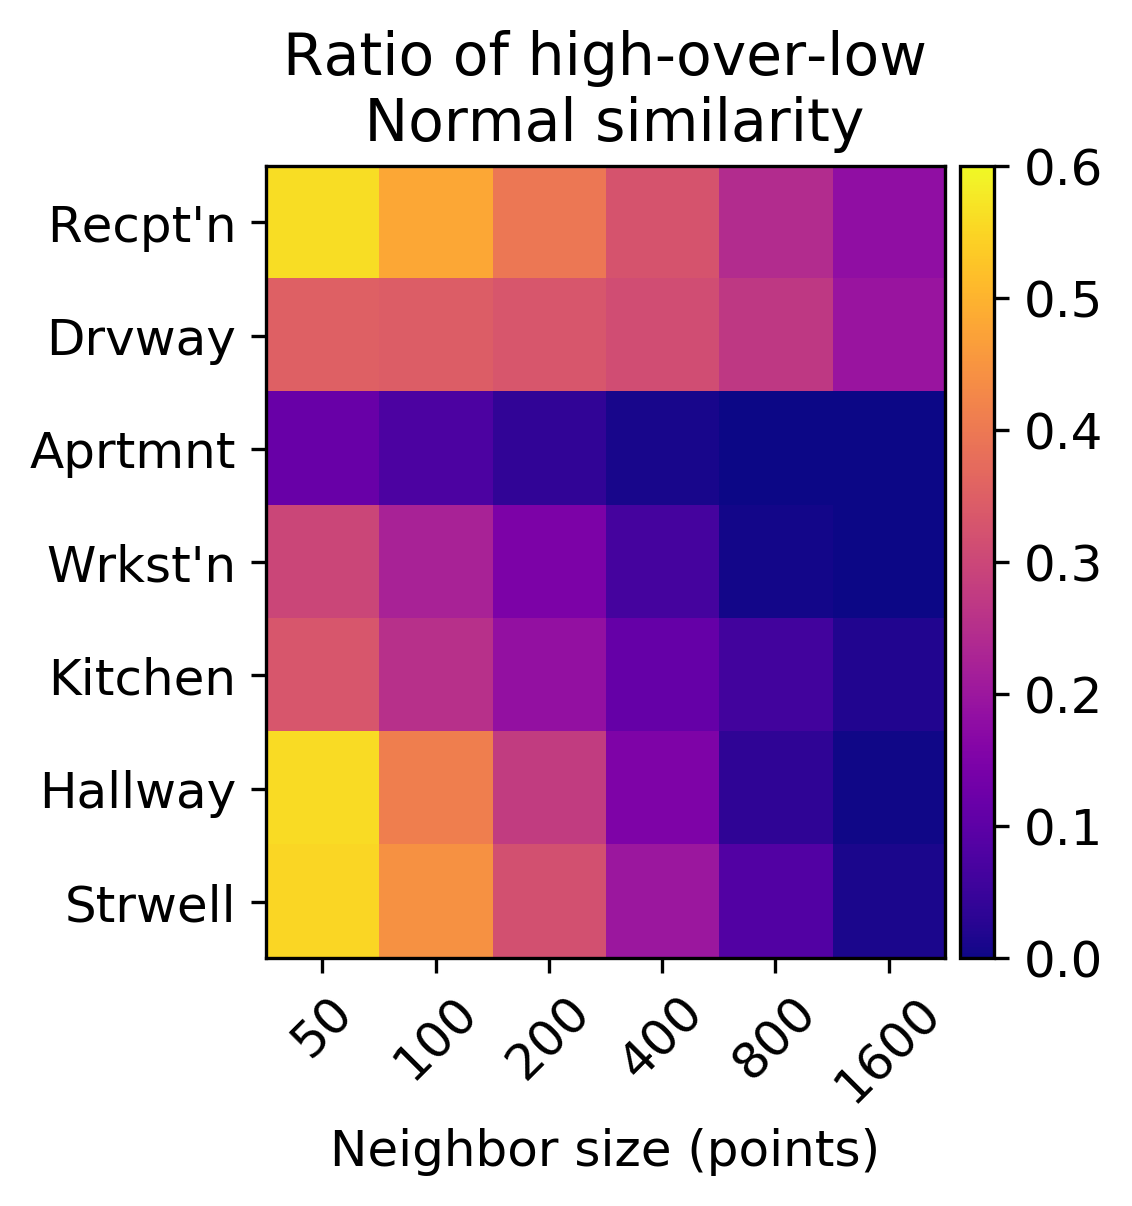 Ratio of high-over-low
Normal similarity
Recpt'n
Drvway
Aprtmnt
Wrkst'n
Kitchen
Hallway
Strwell
0.6
0.5
0.4
0.3
0.2
0.1
0.0
50
100
200
400
800
1600
Neighbor size (points)